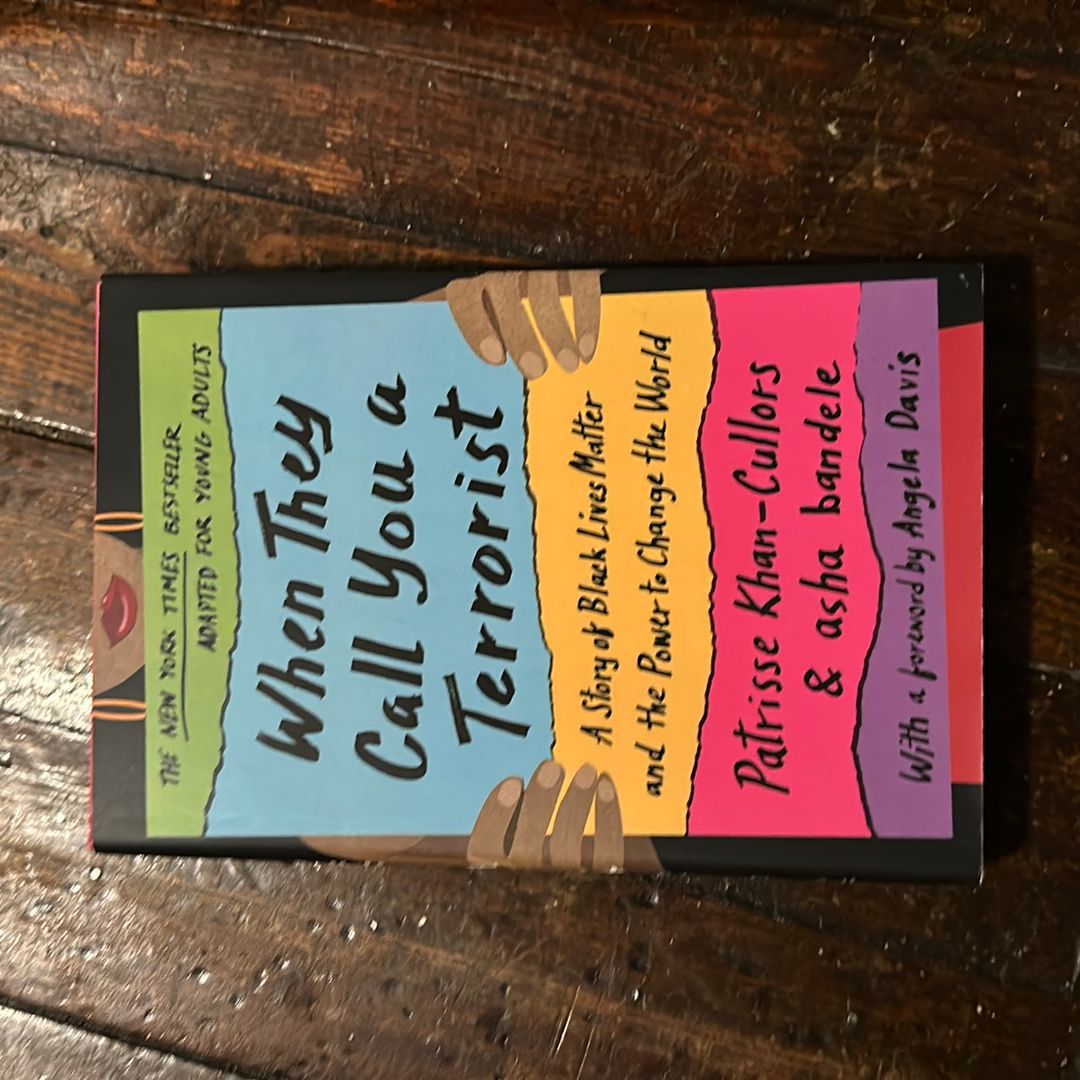 THE NEW YORK TIMES BESTSELLER
ADAPTED FOR YOUNG ADULTS
When They
Call You a
Terrorist
A Story of Black Lives Matter
and the Power to Change the World
Patrisse Khan-Cullors
& asha bandele
With a foreword by Angela Davis